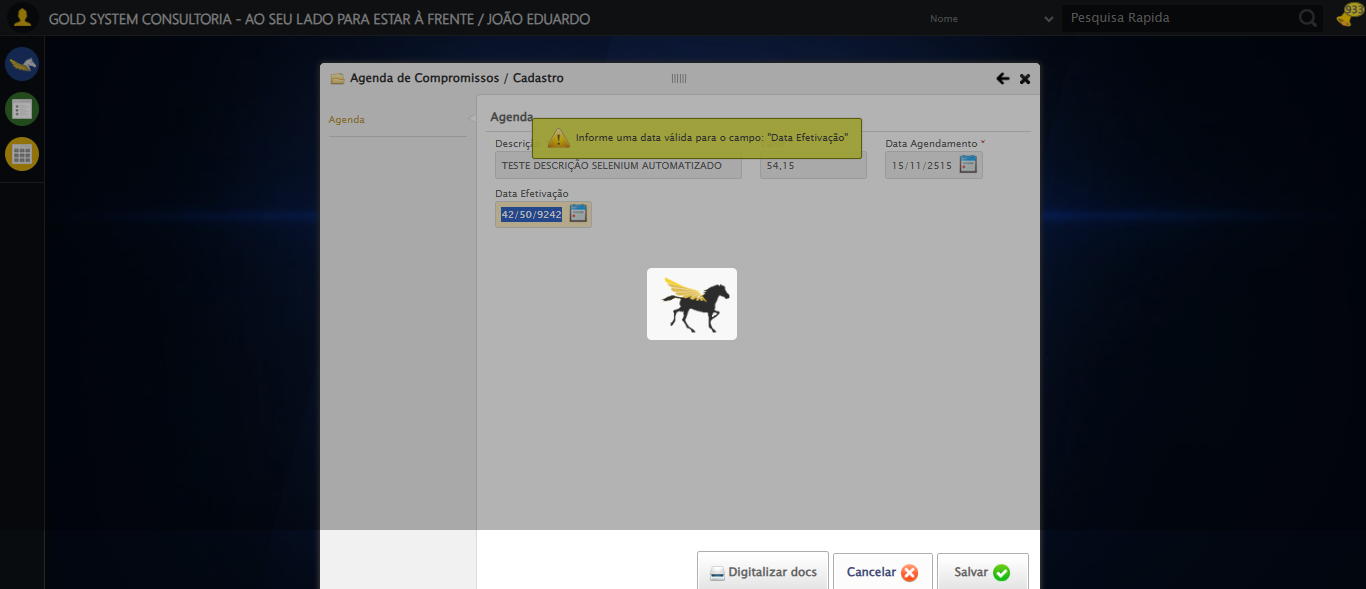 GOLD SYSTEM CONSULTORIA - AO SEU LADO PARA ESTAR À FRENTE / JOÃO EDUARDO
Nome
Pesquisa Rapida
933
Agenda de Compromissos / Cadastro
Agenda
Agenda
Informe uma data válida para o campo: "Data Efetivação"
Data Agendamento *
TESTE DESCRIÇÃO SELENIUM AUTOMATIZADO
54,15
15/11/2515
Data Efetivação
42/50/9242
Digitalizar docs
Cancelar
Salvar